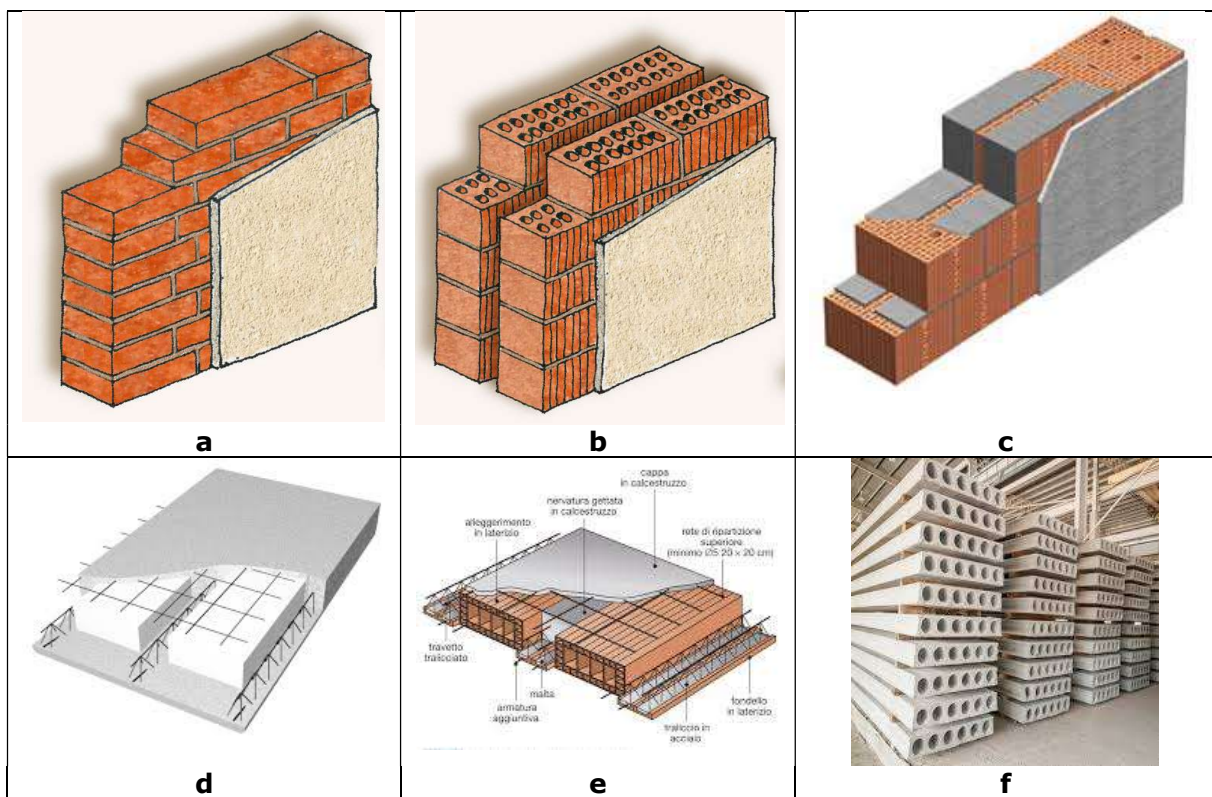 a
b
c
cappa
in calcestruzzo
nervatura gettata
in calcestruzzo
alleggerimento
in laterizio
rete di ripartizione
superiore
(minimo Ø5 20 × 20 cm)
travetto
tralicciato
malta
armatura
aggiuntiva
fondello
in laterizio
traliccio in
acciaio
d
e
f